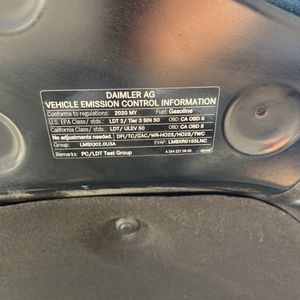 DAIMLER AG
VEHICLE EMISSION CONTROL INFORMATION
Conforms to regulations: 2020 MY Fuel: Gasoline
U.S. EPA Class / stds.: LDT 2/ Tier 3 BIN 50 OBD: CA OBD II
California Class / stds.: LDT/ ULEV 50 OBD: CA OBD II
No adjustments needed. DFI/TC/CAC/WR-HO2S/HO2S/TWC
Group: LMBXJ02.0U3A EVAP: LMBXR0155LNC
Remarks: PC/LDT Test Group